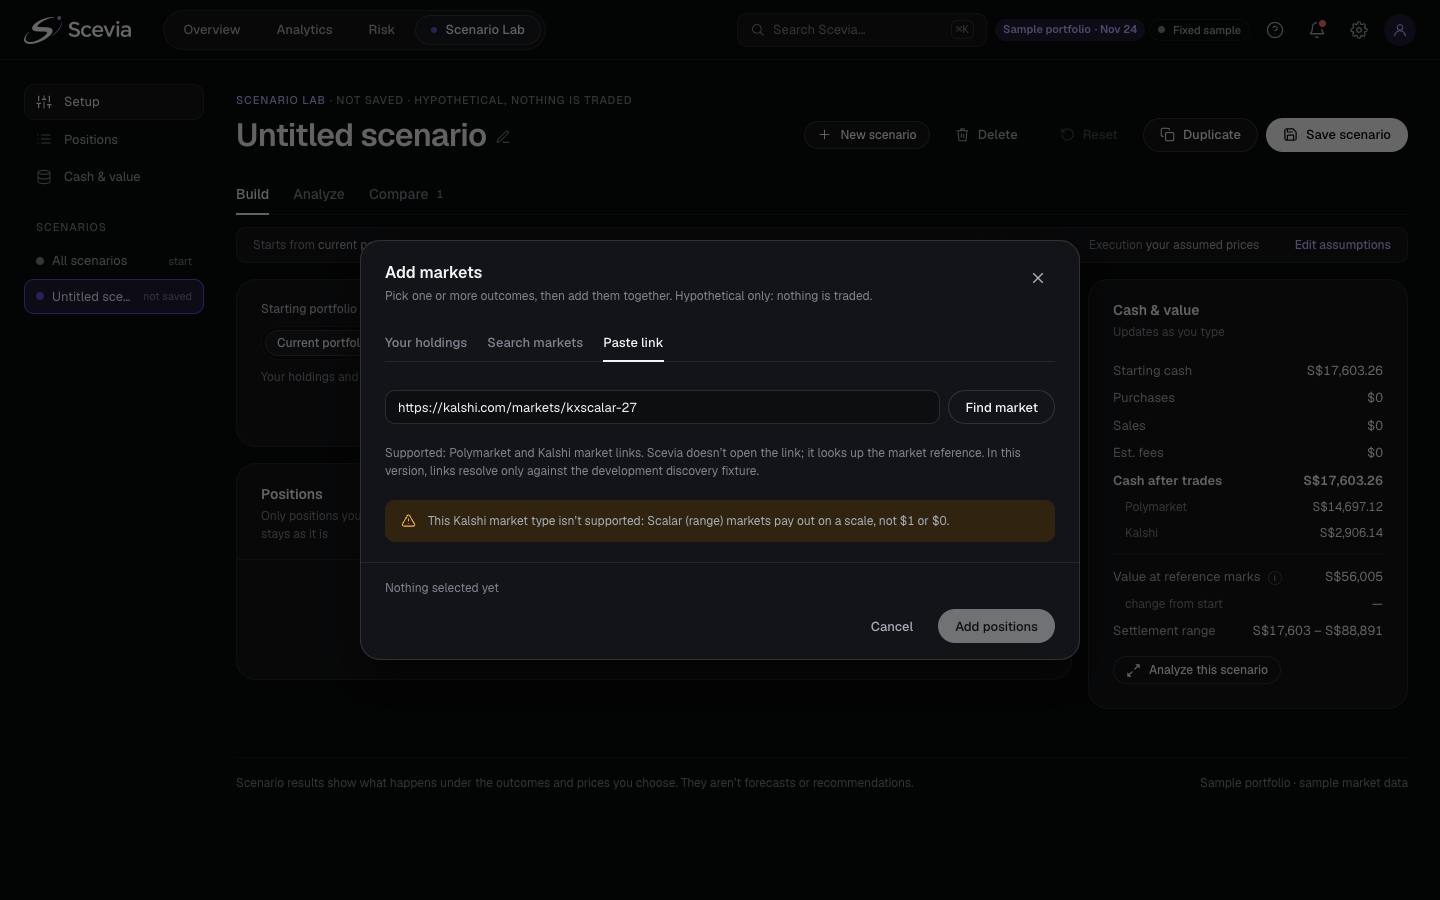 Scevia
Overview
Analytics
Risk
Scenario Lab
Search Scevia...
⌘K
Sample portfolio · Nov 24
Fixed sample
Setup
Positions
Cash & value
SCENARIOS
All scenarios
start
Untitled sce...
not saved
SCENARIO LAB · NOT SAVED · HYPOTHETICAL, NOTHING IS TRADED
Untitled scenario
New scenario
Delete
Reset
Duplicate
Save scenario
Build
Analyze
Compare 1
Starts from current p
Execution your assumed prices
Edit assumptions
Starting portfolio
Current portfol
Your holdings and
Positions
Only positions you
stays as it is
Add markets
Pick one or more outcomes, then add them together. Hypothetical only: nothing is traded.
Your holdings
Search markets
Paste link
https://kalshi.com/markets/kxscalar-27
Find market
Supported: Polymarket and Kalshi market links. Scevia doesn't open the link; it looks up the market reference. In this
version, links resolve only against the development discovery fixture.
This Kalshi market type isn't supported: Scalar (range) markets pay out on a scale, not $1 or $0.
Nothing selected yet
Cancel
Add positions
Cash & value
Updates as you type
Starting cash S$17,603.26
Purchases $0
Sales $0
Est. fees $0
Cash after trades S$17,603.26
Polymarket S$14,697.12
Kalshi S$2,906.14
Value at reference marks S$56,005
change from start —
Settlement range S$17,603 – S$88,891
Analyze this scenario
Scenario results show what happens under the outcomes and prices you choose. They aren't forecasts or recommendations.
Sample portfolio · sample market data